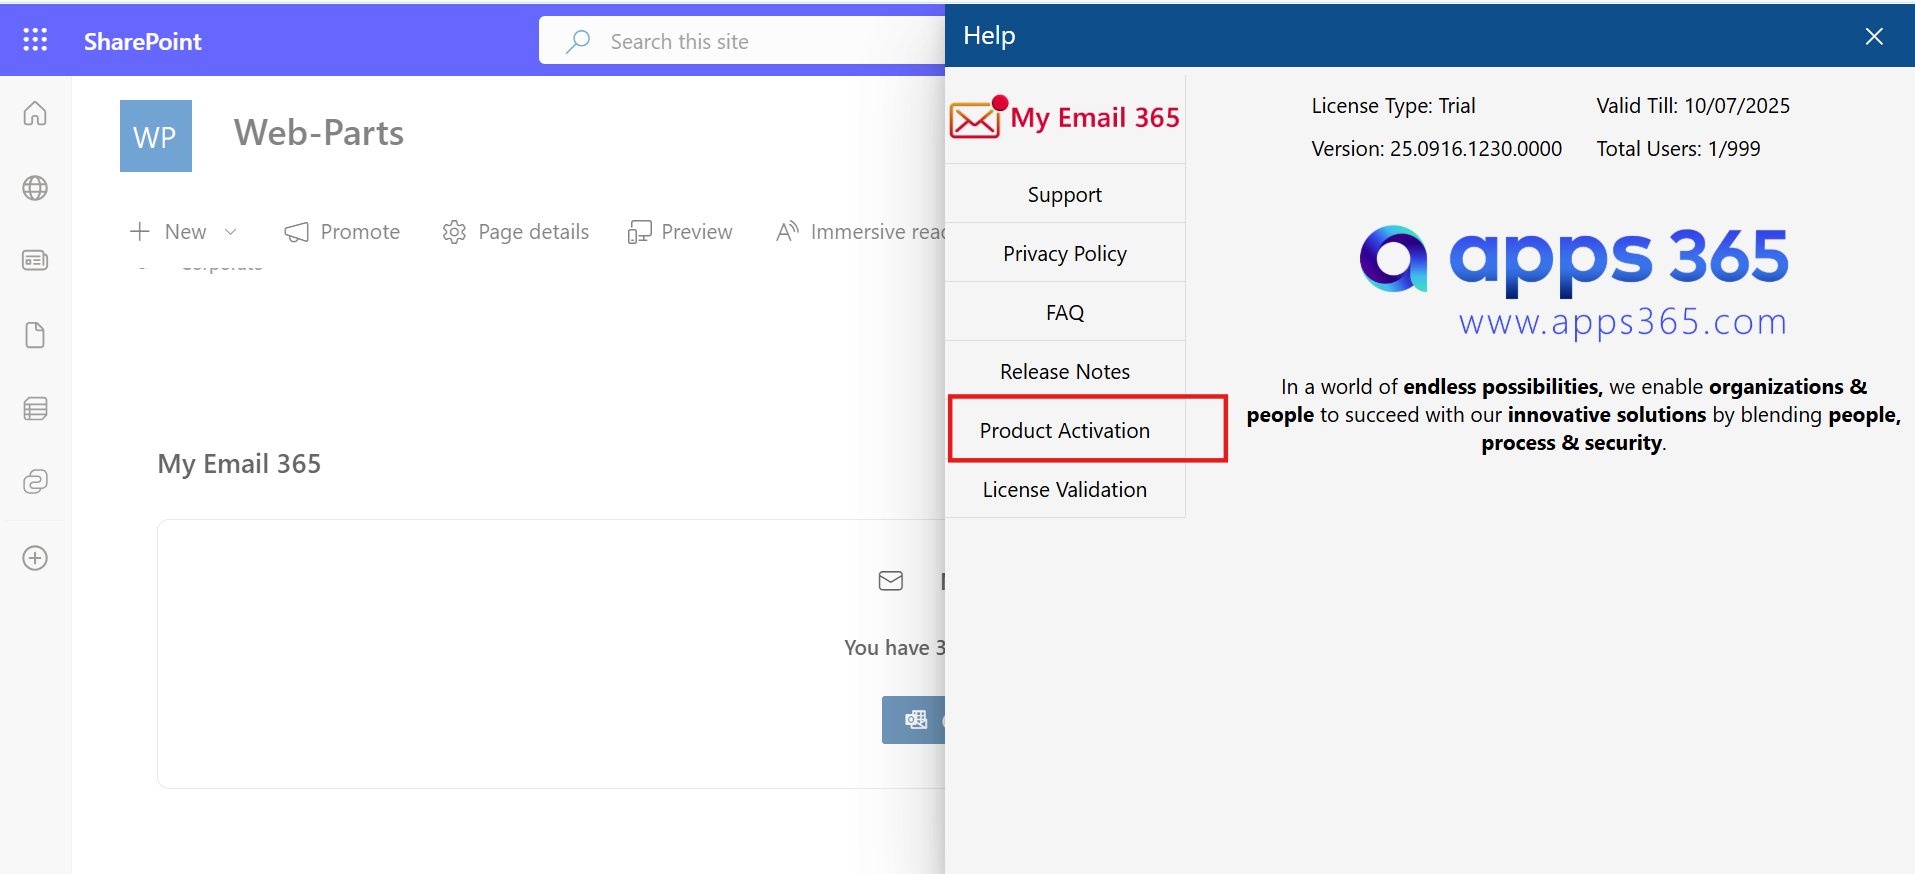 SharePoint
Search this site
WP
Web-Parts
New
Promote
Page details
Preview
Immersive
My Email 365
You have 3
Help
My Email 365
Support
Privacy Policy
FAQ
Release Notes
Product Activation
License Validation
License Type: Trial
Valid Till: 10/07/2025
Version: 25.0916.1230.0000
Total Users: 1/999
apps 365
www.apps365.com
In a world of endless possibilities, we enable organizations &
people to succeed with our innovative solutions by blending people,
process & security.